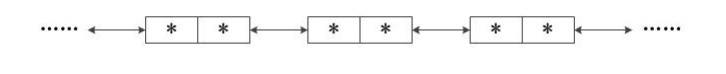 ...... * * * * * * ......